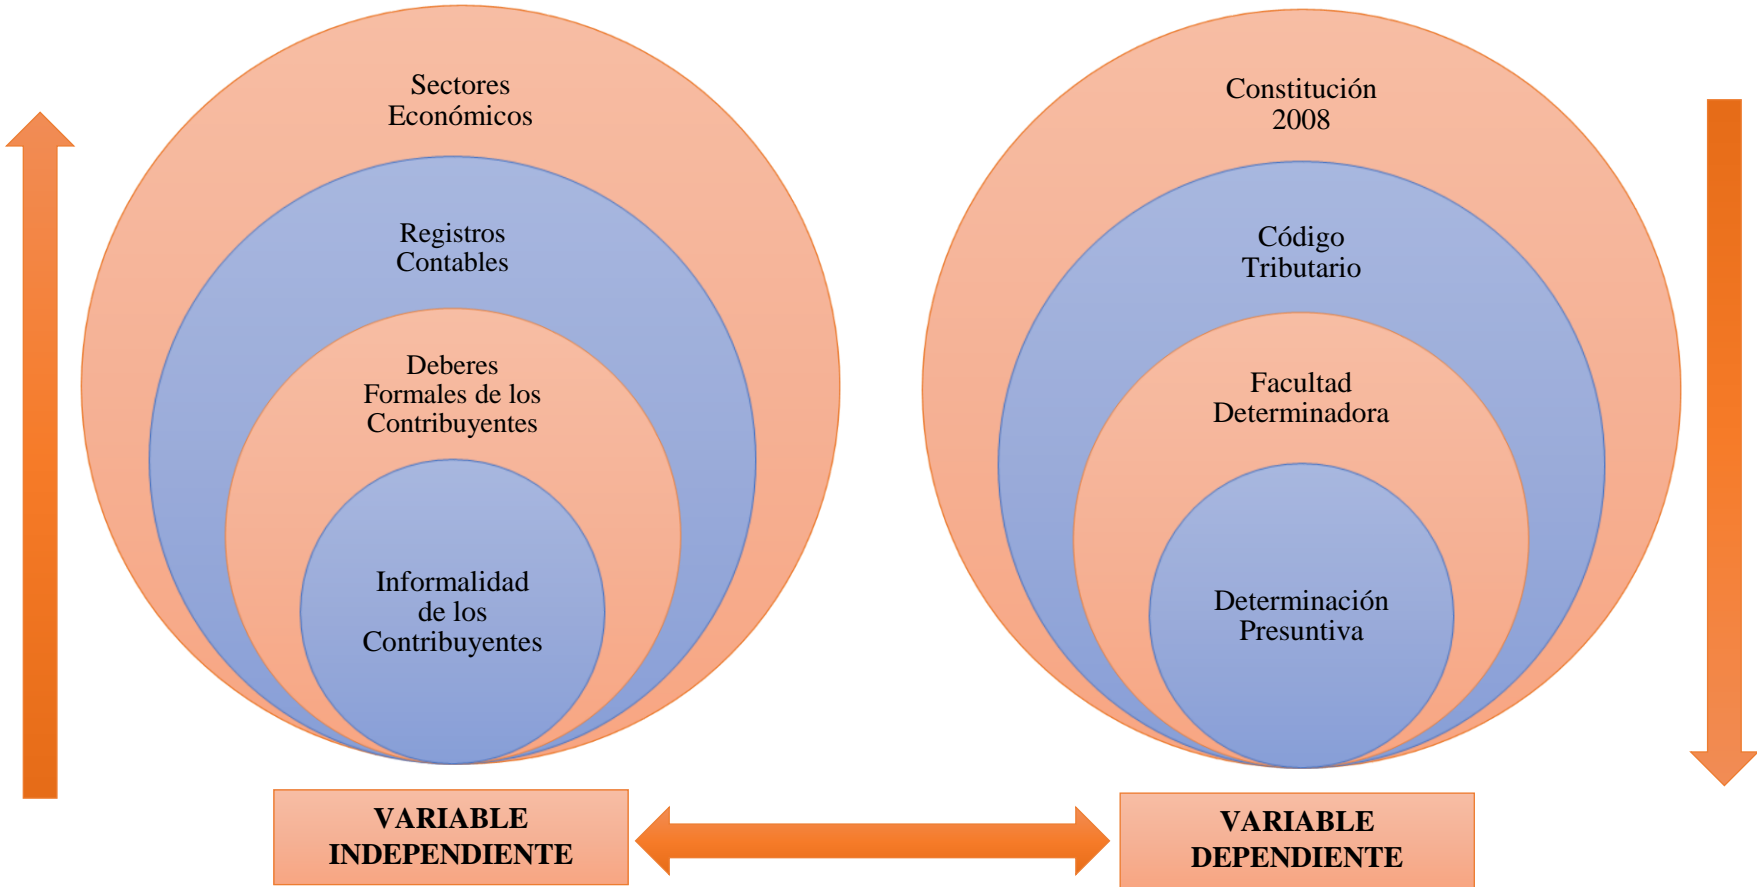 Sectores
Económicos
Registros
Contables
Deberes
Formales de los
Contribuyentes
Informalidad
de los
Contribuyentes
VARIABLE
INDEPENDIENTE
Constitución
2008
Código
Tributario
Facultad
Determinadora
Determinación
Presuntiva
VARIABLE
DEPENDIENTE